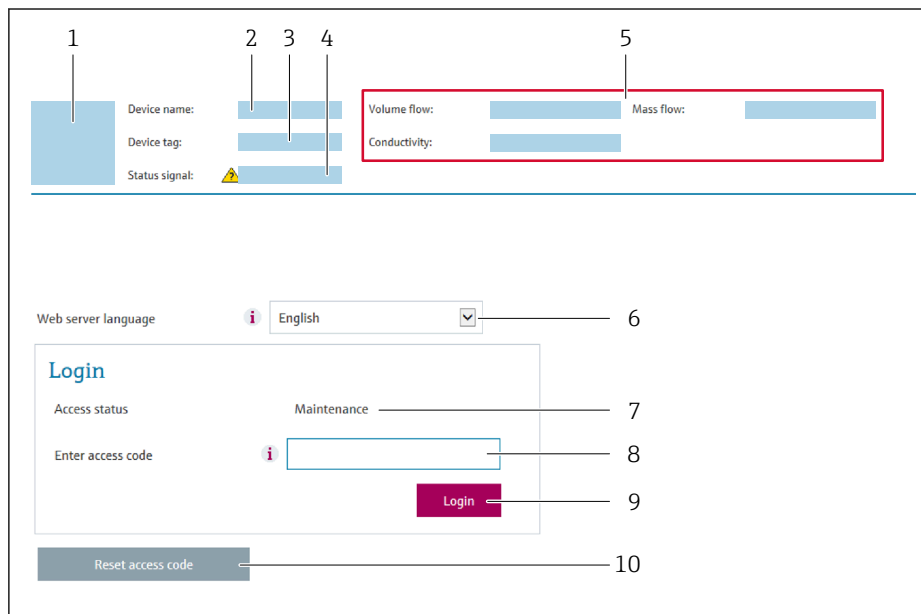 1 2 3 4 5
Device name: Volume flow: Mass flow:
Device tag: Conductivity:
Status signal: ?
Web server language i English 6
Login
Access status Maintenance 7
Enter access code i 8
Login 9
Reset access code 10